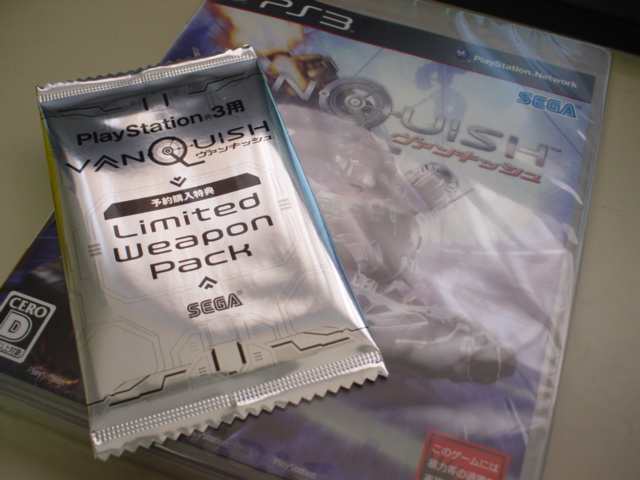 PlayStation®3用
VANQUISH
ヴァンキッシュ
予約購入特典
Limited
Weapon
Pack
SEGA
PS3
PlayStation Network
SEGA
VANQUISH
ヴァンキッシュ
CERO
D
このゲームには